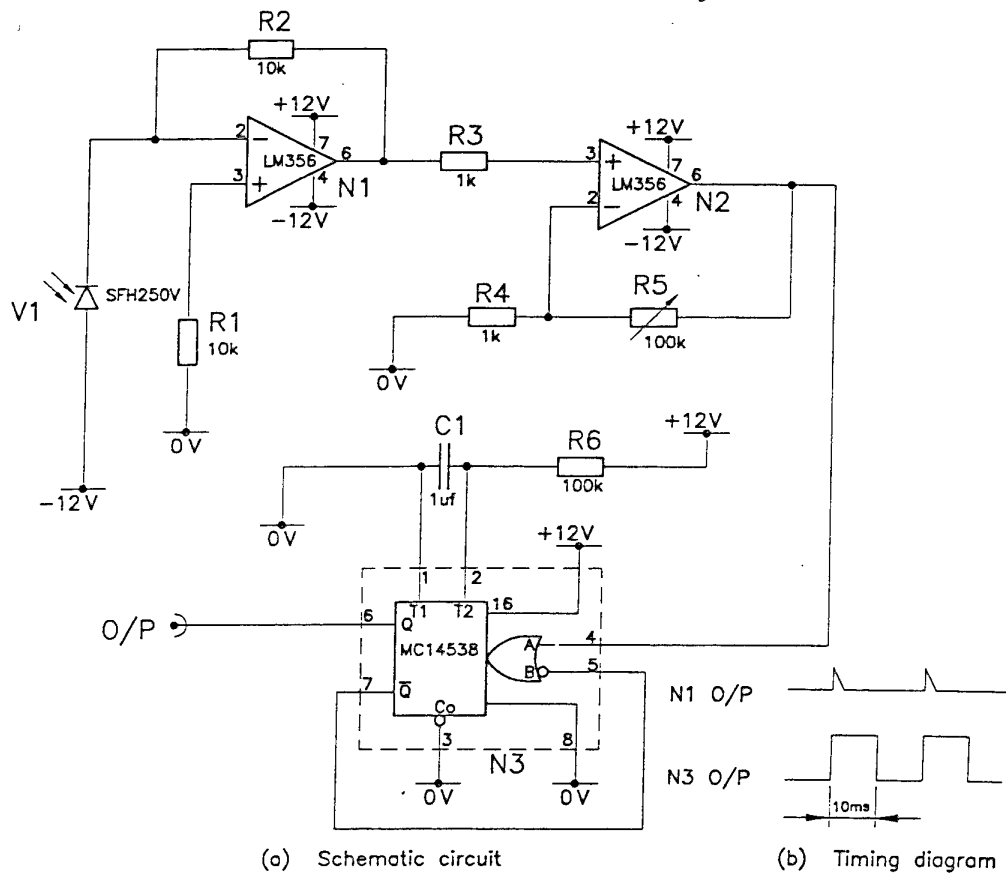 R2
10k
+12V
2
−
7
LM356
6
3
+
4
N1
-12V
R3
1k
+12V
3
+
7
LM356
6
2
−
4
N2
-12V
V1
SFH250V
R1
10k
0V
-12V
R4
1k
R5
100k
0V
C1
1uf
R6
100k
+12V
0V
+12V
1
2
T1
T2
16
O/P
6
Q
MC14538
A
4
B
5
7
Q̅
Co
3
8
N3
0V
0V
N1 O/P
N3 O/P
10ms
(a) Schematic circuit
(b) Timing diagram